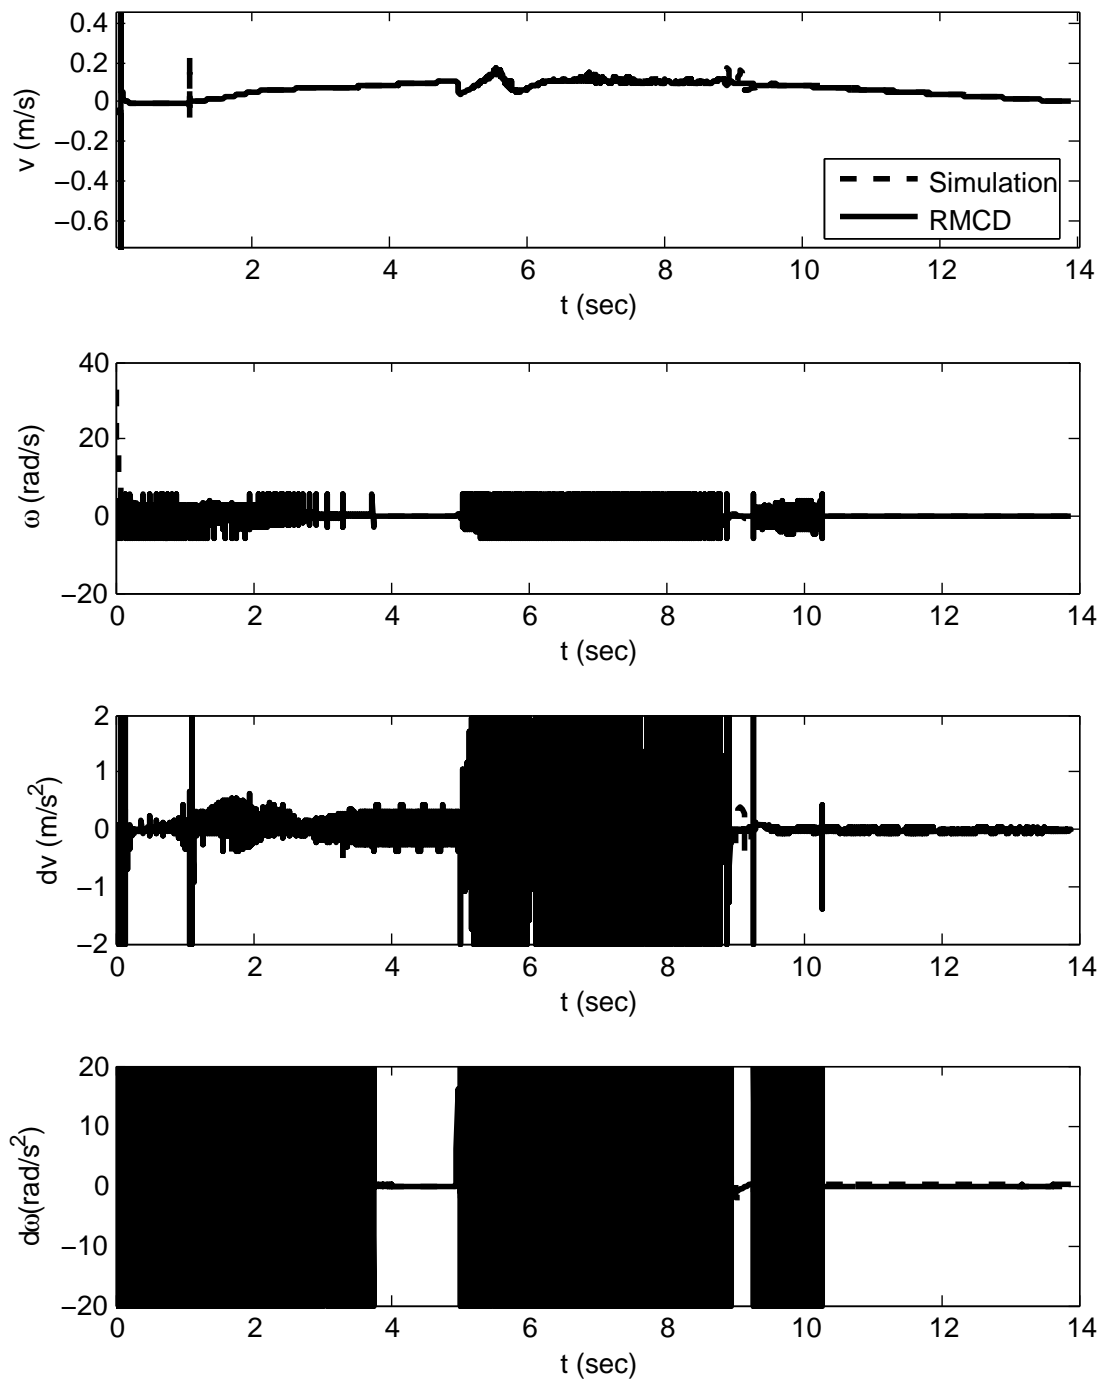 0.4
0.2
0
−0.2
−0.4
−0.6
v (m/s)
Simulation
RMCD
2 4 6 8 10 12 14
t (sec)
40
20
0
−20
ω (rad/s)
0 2 4 6 8 10 12 14
t (sec)
2
1
0
−1
−2
dv (m/s²)
0 2 4 6 8 10 12 14
t (sec)
20
10
0
−10
−20
dω(rad/s²)
0 2 4 6 8 10 12 14
t (sec)